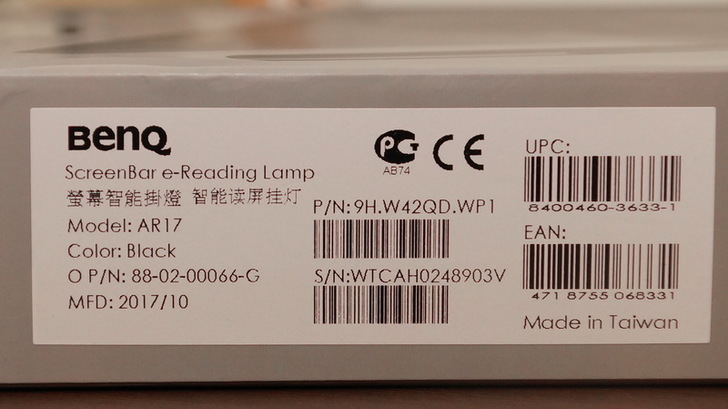 BenQ
ScreenBar e-Reading Lamp
螢幕智能掛燈 智能读屏挂灯
Model: AR17
Color: Black
O P/N: 88-02-00066-G
MFD: 2017/10
PG CE
AB74
P/N: 9H.W42QD.WP1
S/N:WTCAH0248903V
UPC:
8400460-3633-1
EAN:
471 8755 068331
Made in Taiwan